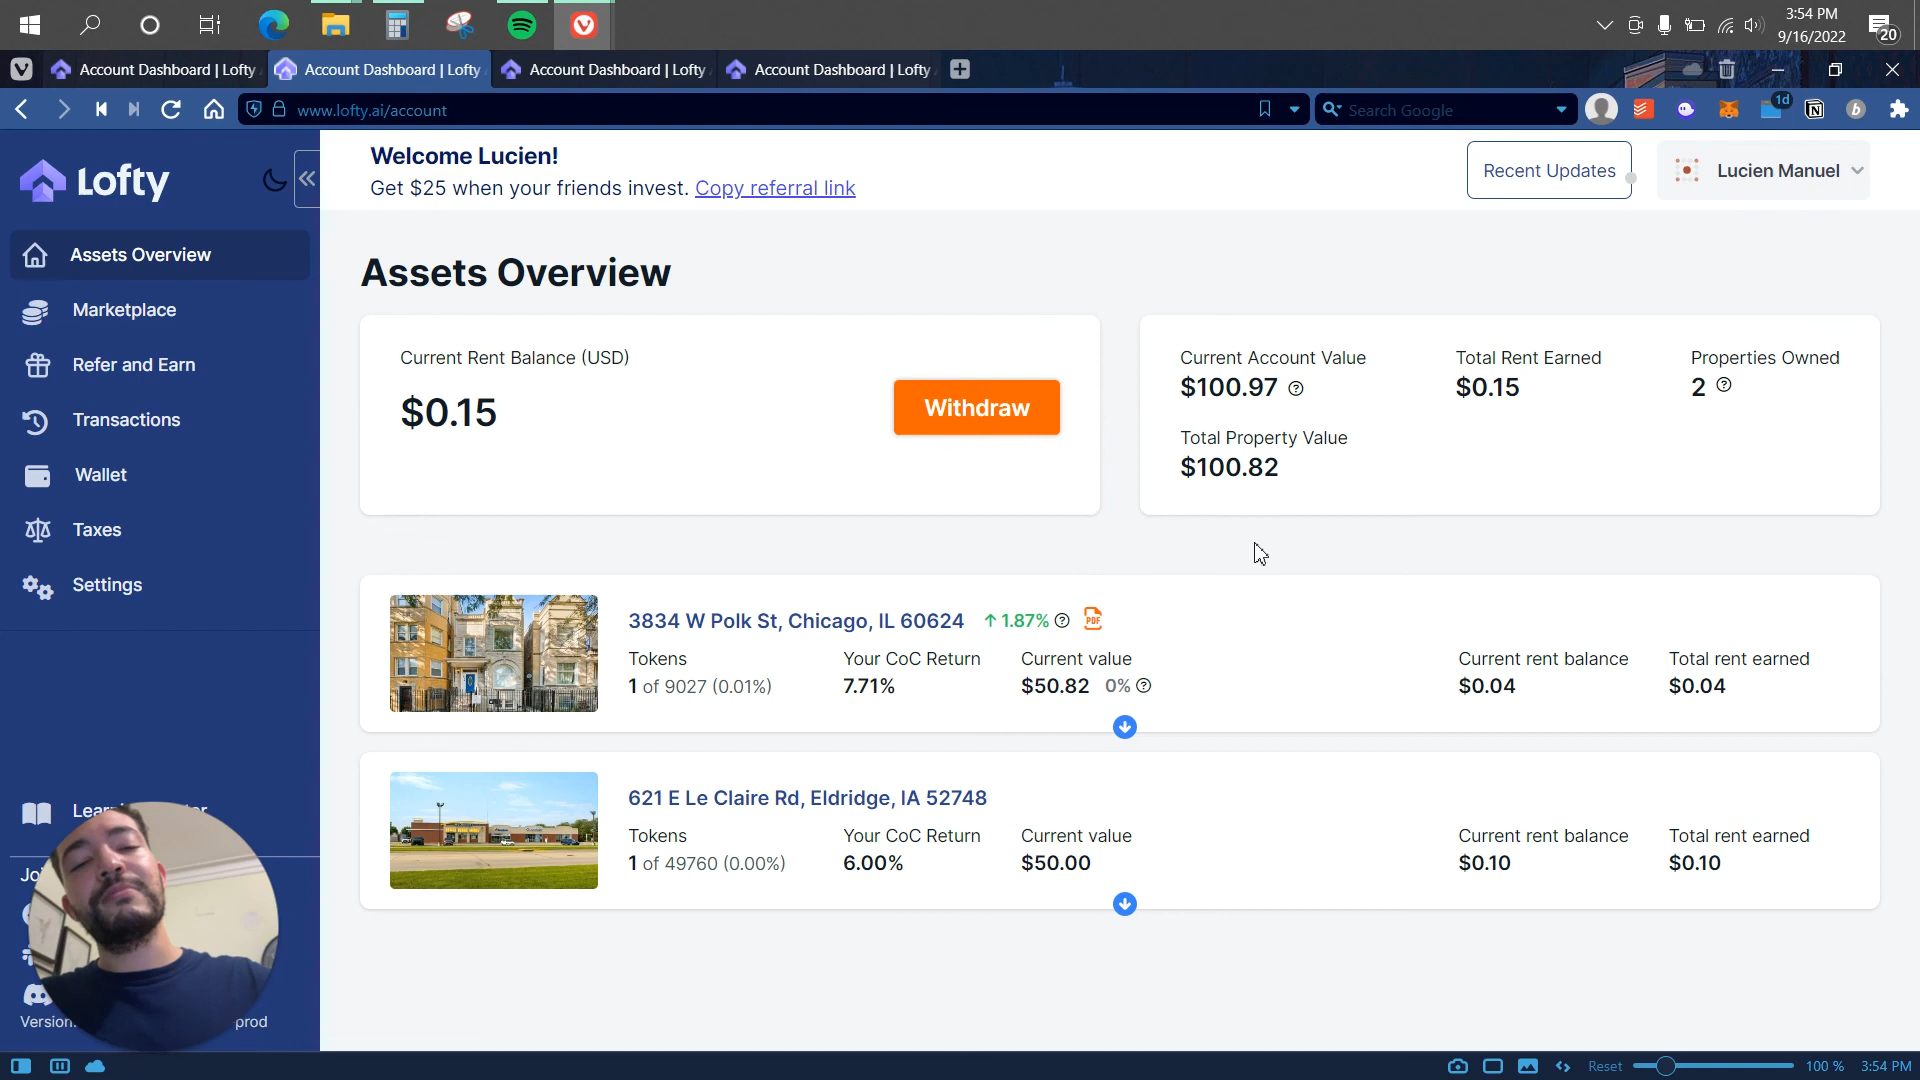 3:54 PM
9/16/2022
20
Account Dashboard | Lofty
Account Dashboard | Lofty
Account Dashboard | Lofty
Account Dashboard | Lofty
www.lofty.ai/account
Search Google
1d
Lofty
Welcome Lucien!
Get $25 when your friends invest. Copy referral link
Recent Updates
Lucien Manuel
Assets Overview
Marketplace
Refer and Earn
Transactions
Wallet
Taxes
Settings
Assets Overview
Current Rent Balance (USD)
$0.15
Withdraw
Current Account Value
$100.97
Total Rent Earned
$0.15
Properties Owned
2
Total Property Value
$100.82
3834 W Polk St, Chicago, IL 60624 ↑ 1.87% PDF
Tokens
1 of 9027 (0.01%)
Your CoC Return
7.71%
Current value
$50.82 0%
Current rent balance
$0.04
Total rent earned
$0.04
621 E Le Claire Rd, Eldridge, IA 52748
Tokens
1 of 49760 (0.00%)
Your CoC Return
6.00%
Current value
$50.00
Current rent balance
$0.10
Total rent earned
$0.10
Version
prod
Reset
100 %
3:54 PM